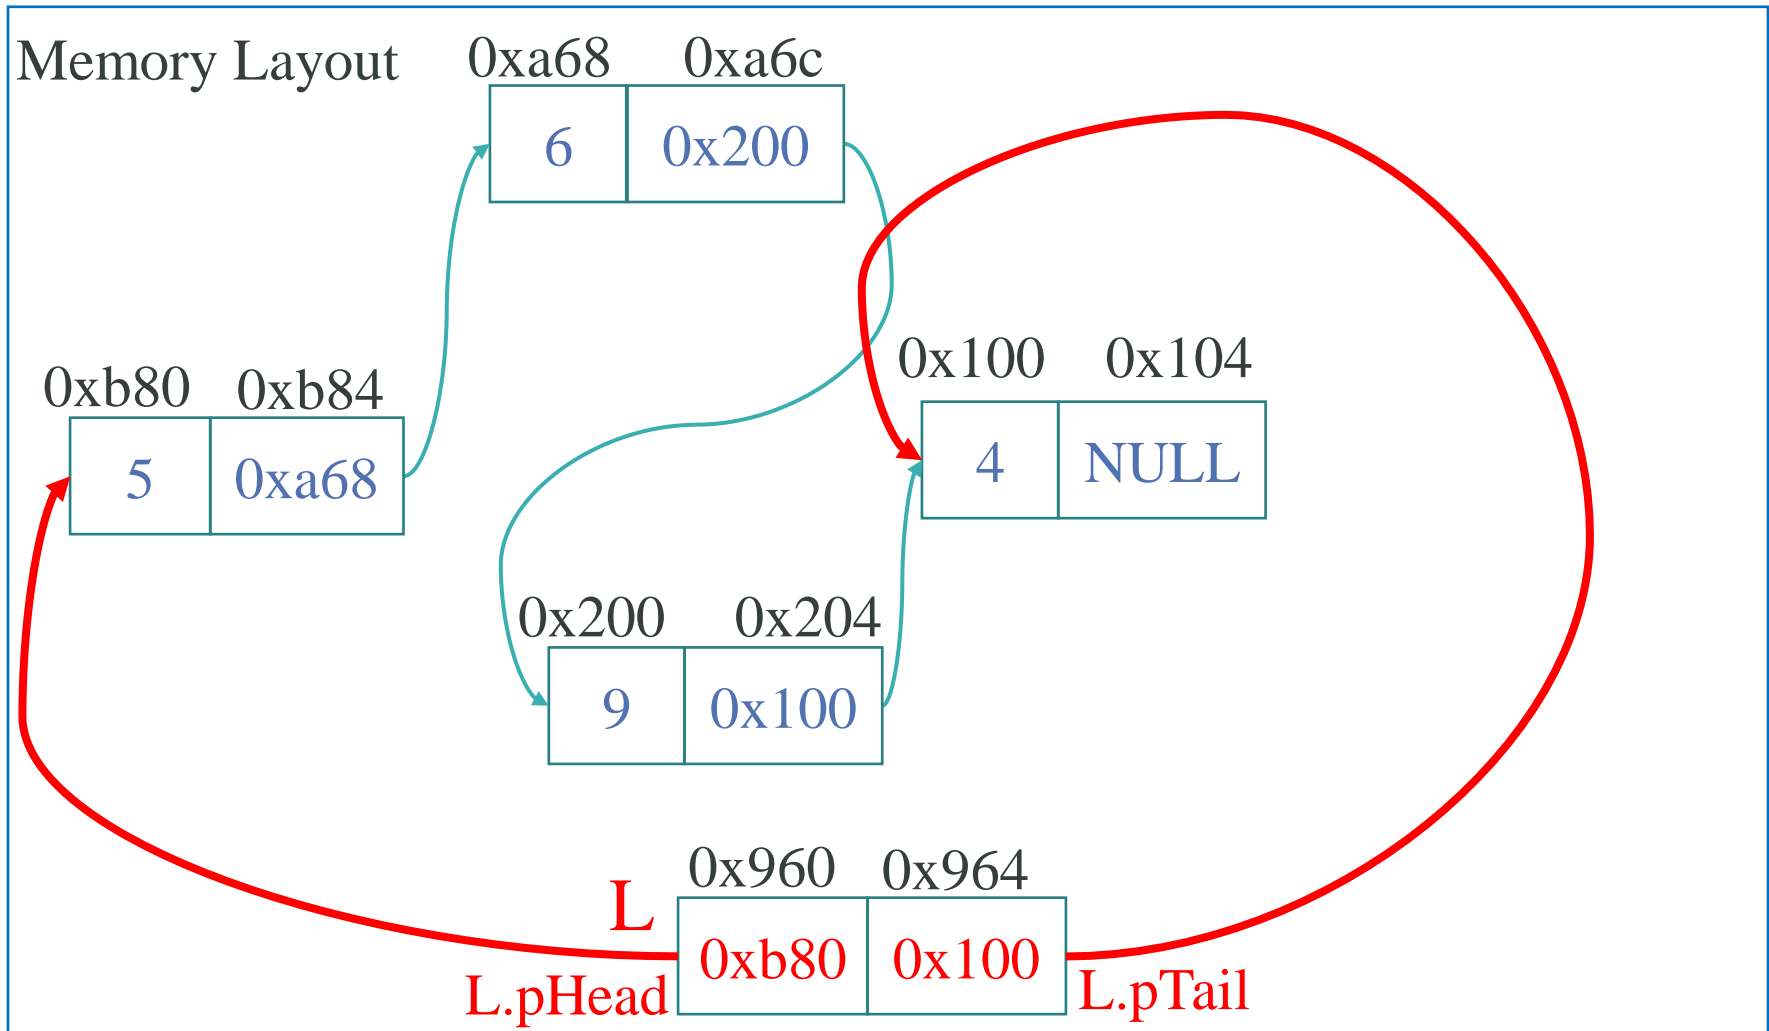 Memory Layout
0xa68 0xa6c
6 0x200
0xb80 0xb84
5 0xa68
0x100 0x104
4 NULL
0x200 0x204
9 0x100
0x960 0x964
L
0xb80 0x100
L.pHead
L.pTail